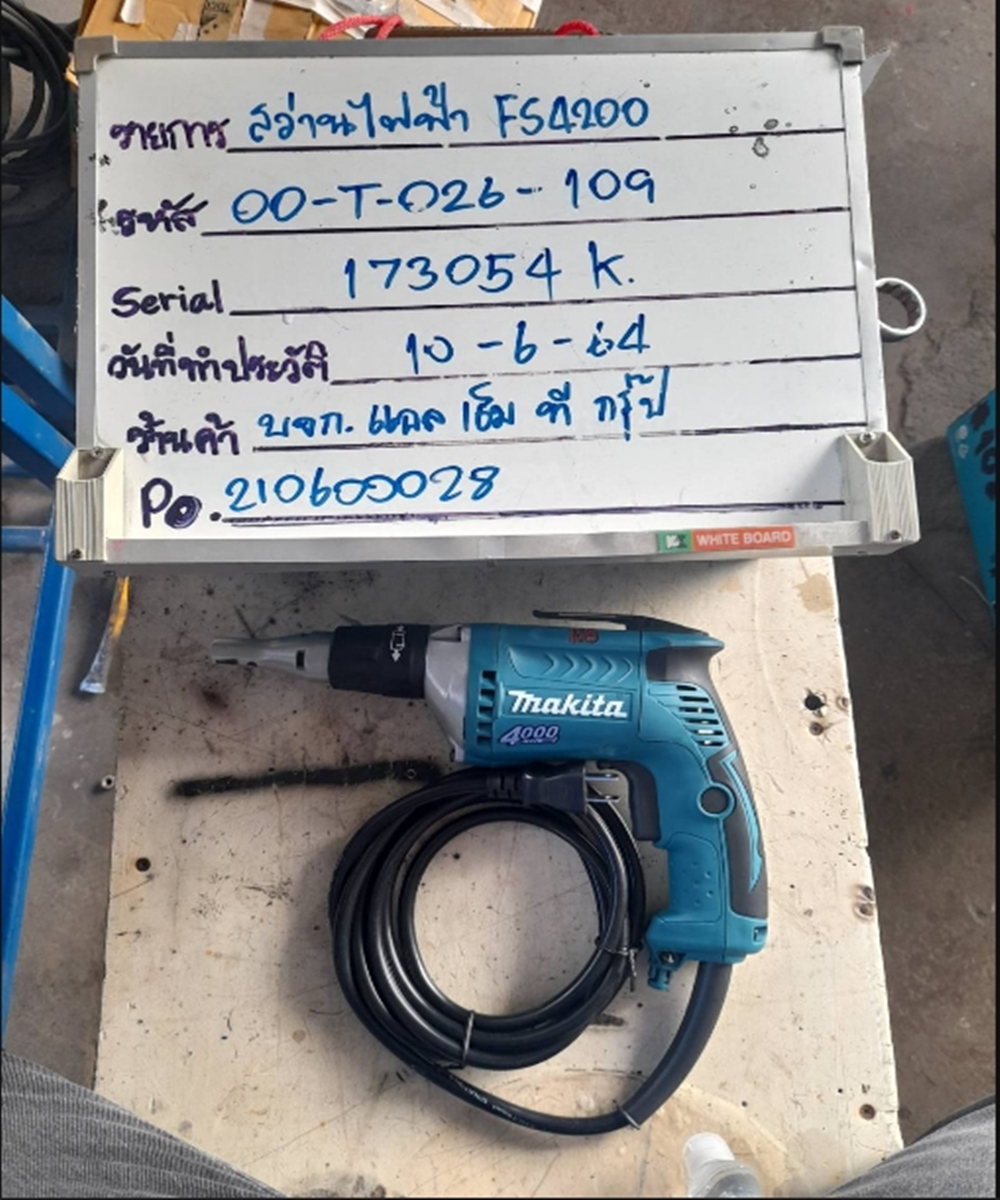 รายการ สว่านไฟฟ้า FS4200
รหัส 00-T-026-109
Serial 173054 K.
วันที่ทำประวัติ 10-6-64
ร้านค้า บจก. แอล เอ็ม ที กรุ๊ป
PO. 210600028
WHITE BOARD
makita
4000